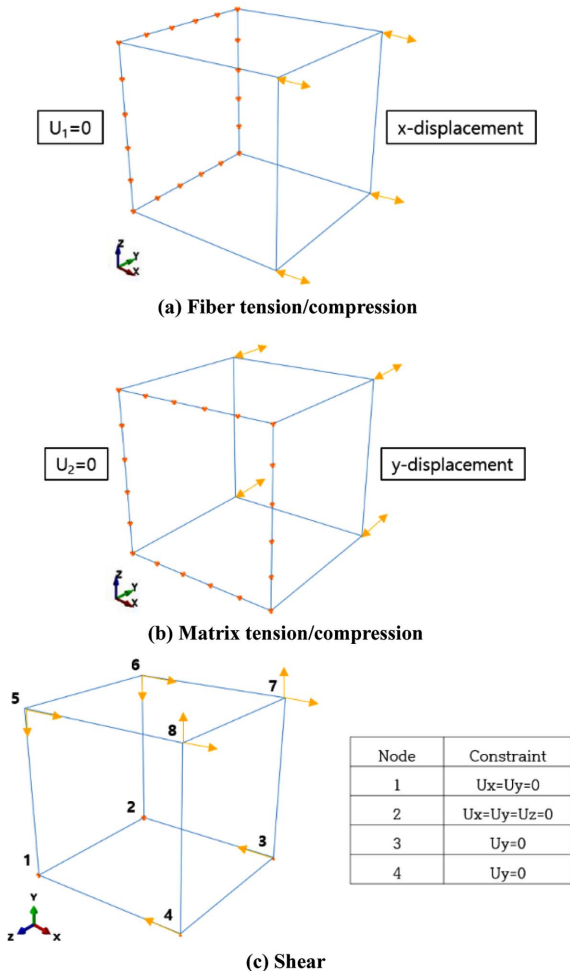 U₁=0
x-displacement
Z
Y
X
(a) Fiber tension/compression
U₂=0
y-displacement
Z
Y
X
(b) Matrix tension/compression
6
5
7
8
2
3
1
4
Y
Z
X
Node Constraint
1 Ux=Uy=0
2 Ux=Uy=Uz=0
3 Uy=0
4 Uy=0
(c) Shear